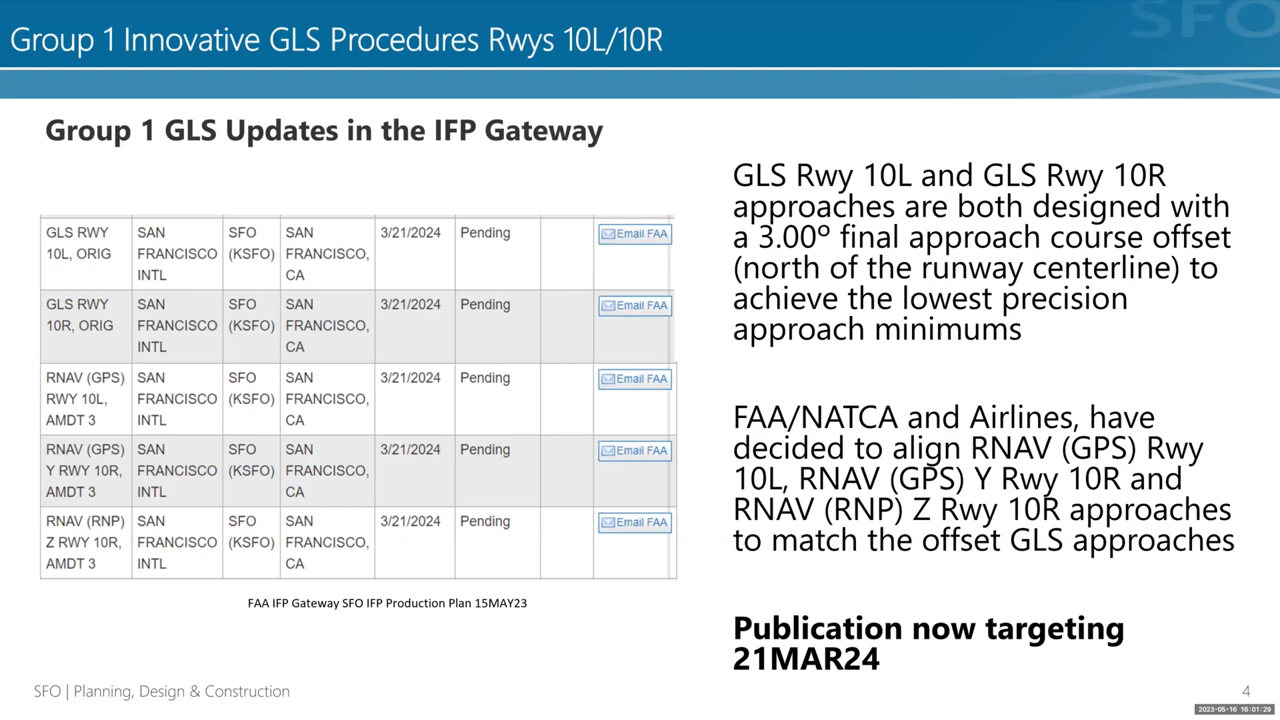 SFO
Group 1 Innovative GLS Procedures Rwys 10L/10R
Group 1 GLS Updates in the IFP Gateway
GLS RWY
10L, ORIG
SAN
FRANCISCO
INTL
SFO
(KSFO)
SAN
FRANCISCO,
CA
3/21/2024
Pending
Email FAA
GLS RWY
10R, ORIG
SAN
FRANCISCO
INTL
SFO
(KSFO)
SAN
FRANCISCO,
CA
3/21/2024
Pending
Email FAA
RNAV (GPS)
RWY 10L,
AMDT 3
SAN
FRANCISCO
INTL
SFO
(KSFO)
SAN
FRANCISCO,
CA
3/21/2024
Pending
Email FAA
RNAV (GPS)
Y RWY 10R,
AMDT 3
SAN
FRANCISCO
INTL
SFO
(KSFO)
SAN
FRANCISCO,
CA
3/21/2024
Pending
Email FAA
RNAV (RNP)
Z RWY 10R,
AMDT 3
SAN
FRANCISCO
INTL
SFO
(KSFO)
SAN
FRANCISCO,
CA
3/21/2024
Pending
Email FAA
FAA IFP Gateway SFO IFP Production Plan 15MAY23
GLS Rwy 10L and GLS Rwy 10R
approaches are both designed with
a 3.00º final approach course offset
(north of the runway centerline) to
achieve the lowest precision
approach minimums
FAA/NATCA and Airlines, have
decided to align RNAV (GPS) Rwy
10L, RNAV (GPS) Y Rwy 10R and
RNAV (RNP) Z Rwy 10R approaches
to match the offset GLS approaches
Publication now targeting
21MAR24
SFO | Planning, Design & Construction
4
2023-05-16 16:01:29